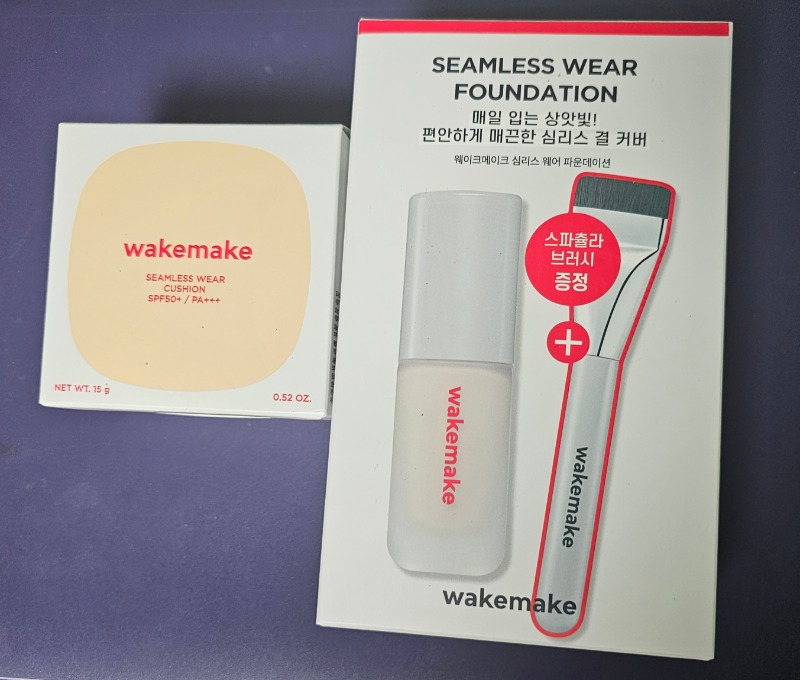 wakemake
SEAMLESS WEAR
CUSHION
SPF50+ / PA+++
NET WT. 15 g
0.52 OZ.
SEAMLESS WEAR
FOUNDATION
매일 입는 상앗빛!
편안하게 매끈한 심리스 결 커버
웨이크메이크 심리스 웨어 파운데이션
스파츌라
브러시
증정
+
wakemake
wakemake
wakemake